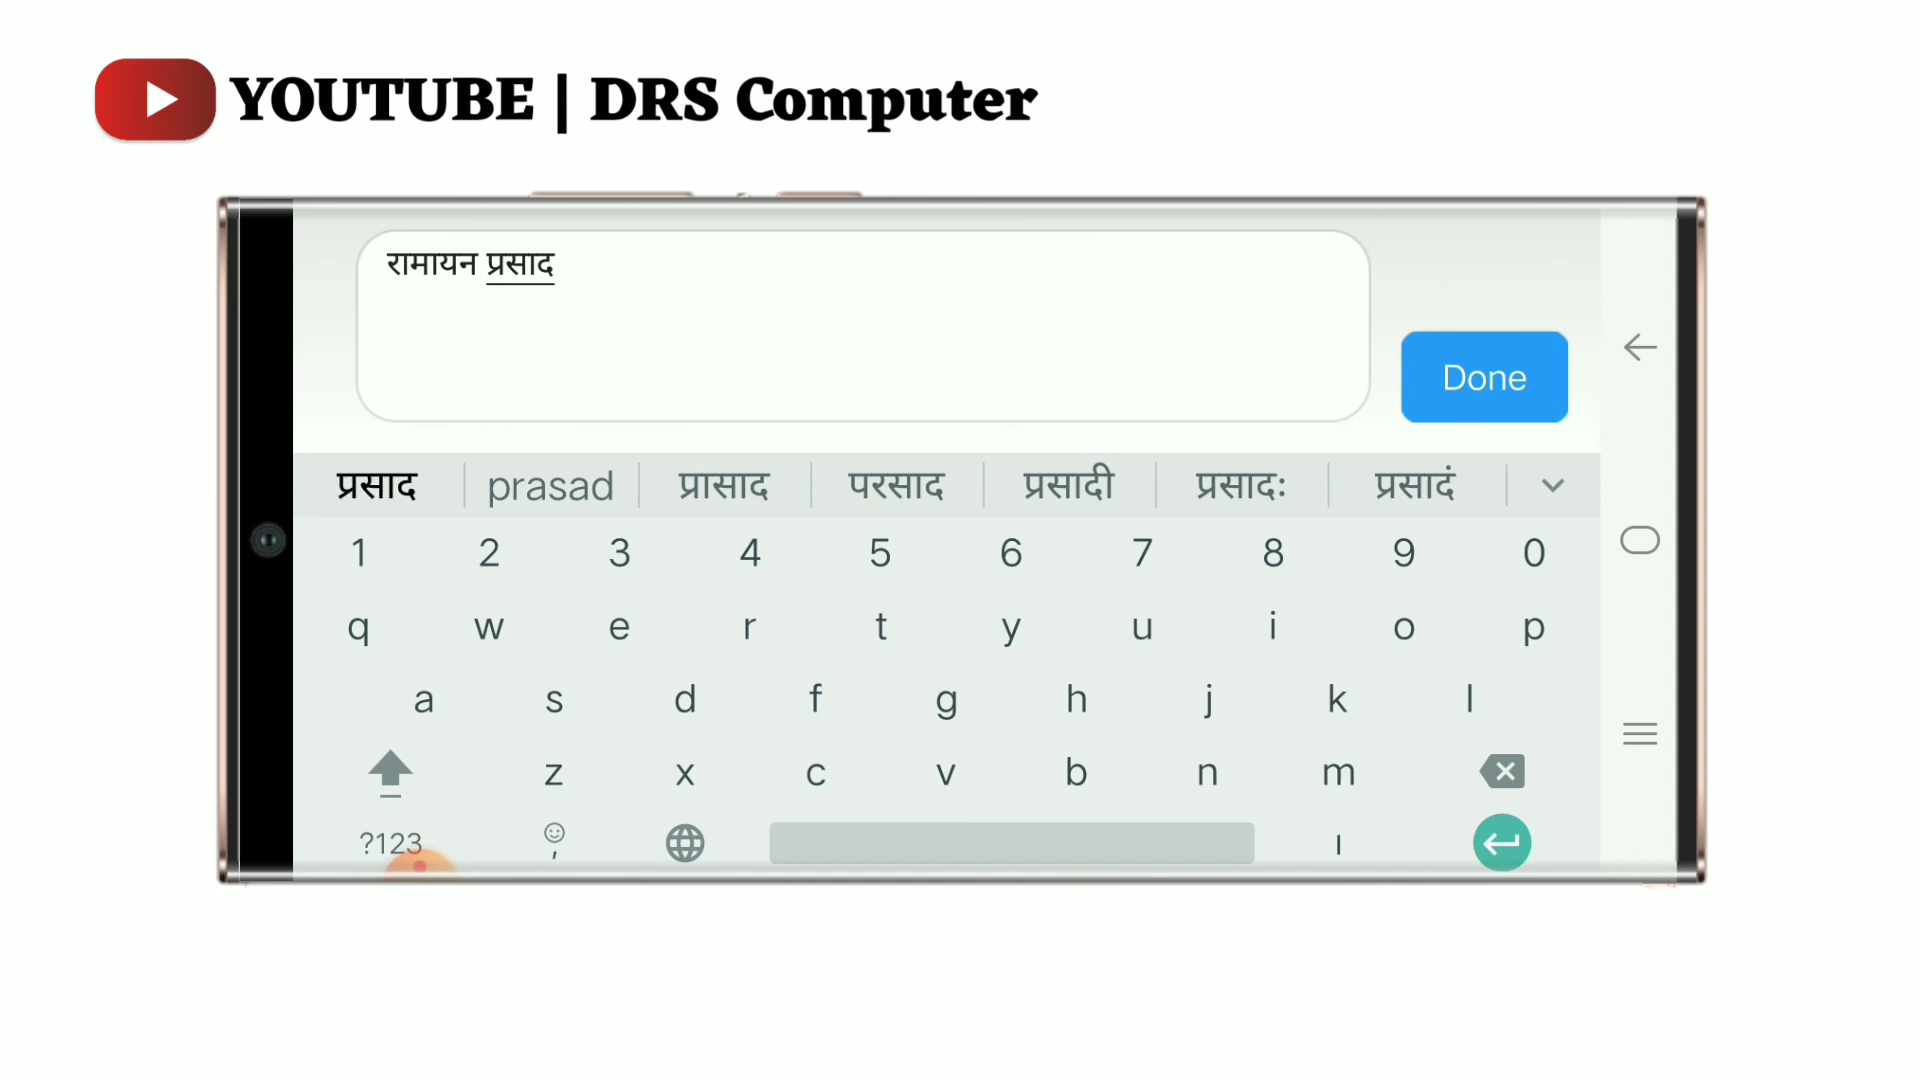 YOUTUBE | DRS Computer
रामायन प्रसाद
Done
प्रसाद prasad प्रासाद परसाद प्रसादी प्रसादः प्रसादं
1 2 3 4 5 6 7 8 9 0
q w e r t y u i o p
a s d f g h j k l
z x c v b n m
?123 , ।